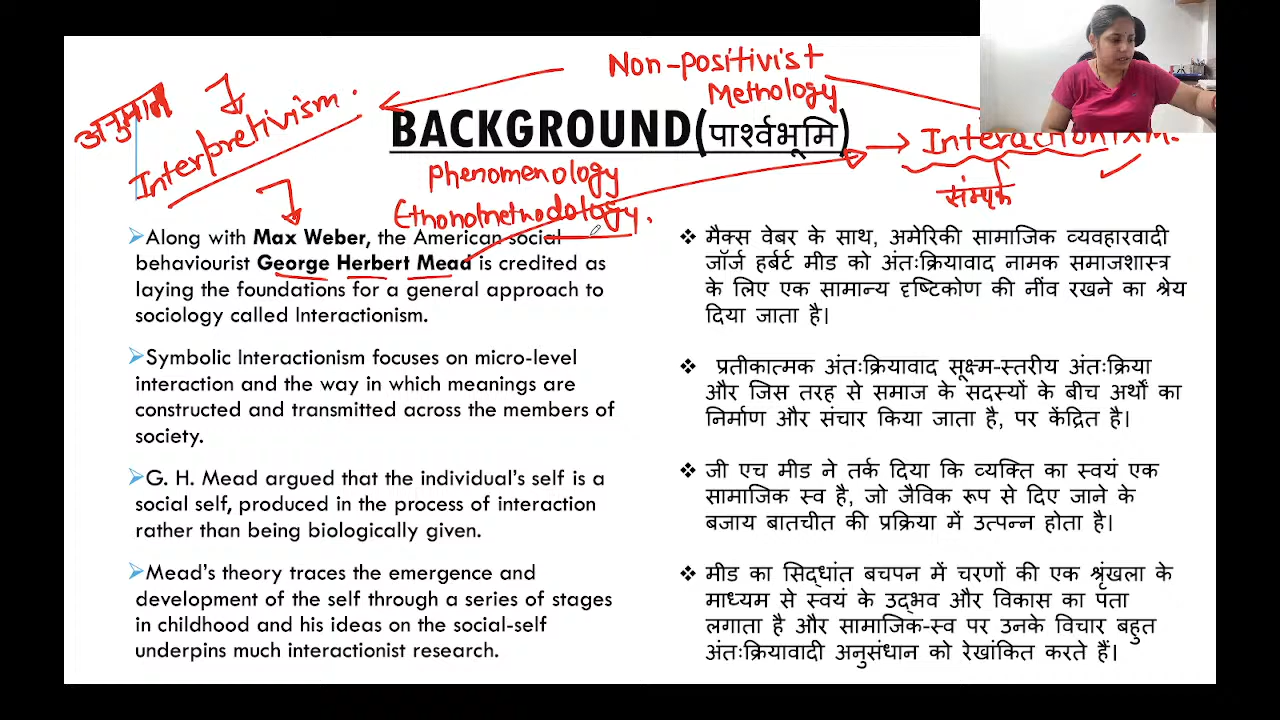 Non-positivist
Methology
अनुमान
Interpretivism.
BACKGROUND(पार्श्वभूमि)
Interactionism.
संम्पर्क
Phenomenology
Ethonomethodology.
Along with Max Weber, the American social
behaviourist George Herbert Mead is credited as
laying the foundations for a general approach to
sociology called Interactionism.
Symbolic Interactionism focuses on micro-level
interaction and the way in which meanings are
constructed and transmitted across the members of
society.
G. H. Mead argued that the individual's self is a
social self, produced in the process of interaction
rather than being biologically given.
Mead's theory traces the emergence and
development of the self through a series of stages
in childhood and his ideas on the social-self
underpins much interactionist research.
मैक्स वेबर के साथ, अमेरिकी सामाजिक व्यवहारवादी
जॉर्ज हर्बर्ट मीड को अंतःक्रियावाद नामक समाजशास्त्र
के लिए एक सामान्य दृष्टिकोण की नींव रखने का श्रेय
दिया जाता है।
प्रतीकात्मक अंतःक्रियावाद सूक्ष्म-स्तरीय अंतःक्रिया
और जिस तरह से समाज के सदस्यों के बीच अर्थों का
निर्माण और संचार किया जाता है, पर केंद्रित है।
जी एच मीड ने तर्क दिया कि व्यक्ति का स्वयं एक
सामाजिक स्व है, जो जैविक रूप से दिए जाने के
बजाय बातचीत की प्रक्रिया में उत्पन्न होता है।
मीड का सिद्धांत बचपन में चरणों की एक श्रृंखला के
माध्यम से स्वयं के उद्भव और विकास का पता
लगाता है और सामाजिक-स्व पर उनके विचार बहुत
अंतःक्रियावादी अनुसंधान को रेखांकित करते हैं।